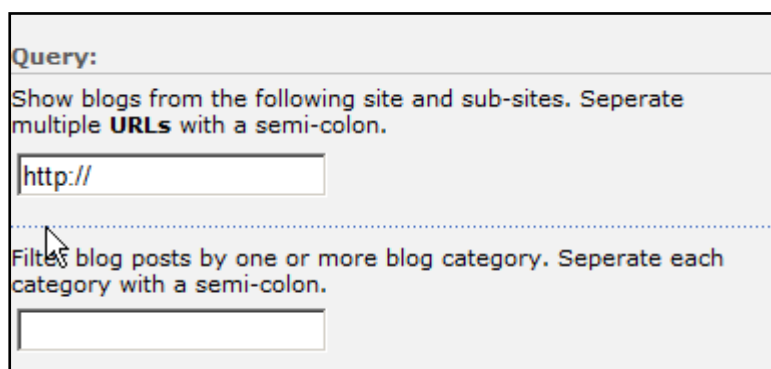 Query:
Show blogs from the following site and sub-sites. Seperate
multiple URLs with a semi-colon.
http://
Filter blog posts by one or more blog category. Seperate each
category with a semi-colon.